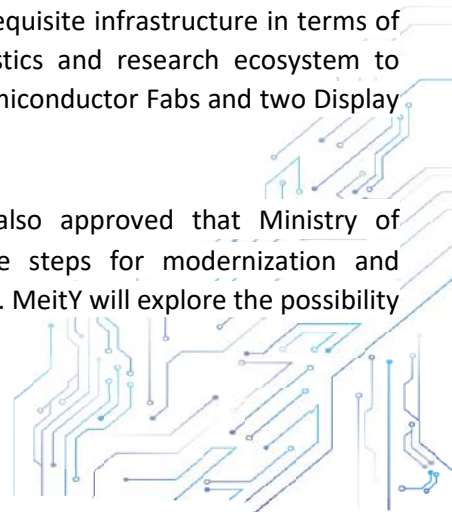 equisite infrastructure in terms of
stics and research ecosystem to
miconductor Fabs and two Display
also approved that Ministry of
e steps for modernization and
. MeitY will explore the possibility